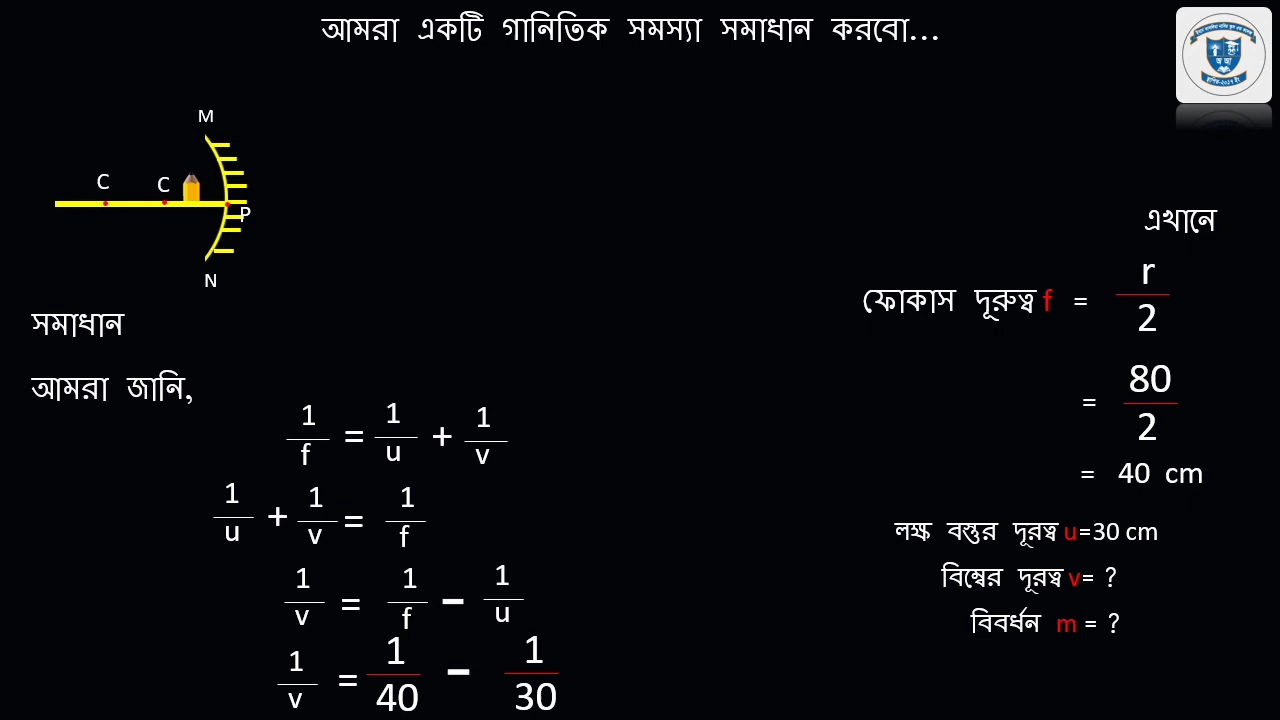 আমরা একটি গানিতিক সমস্যা সমাধান করবো...
M
C C
P
N
এখানে
ফোকাস দূরুত্ব f = r/2
= 80/2
= 40 cm
লক্ষ বস্তুর দূরত্ব u=30 cm
বিম্বের দূরত্ব v= ?
বিবর্ধন m = ?
সমাধান
আমরা জানি,
1/f = 1/u + 1/v
1/u + 1/v = 1/f
1/v = 1/f - 1/u
1/v = 1/40 - 1/30